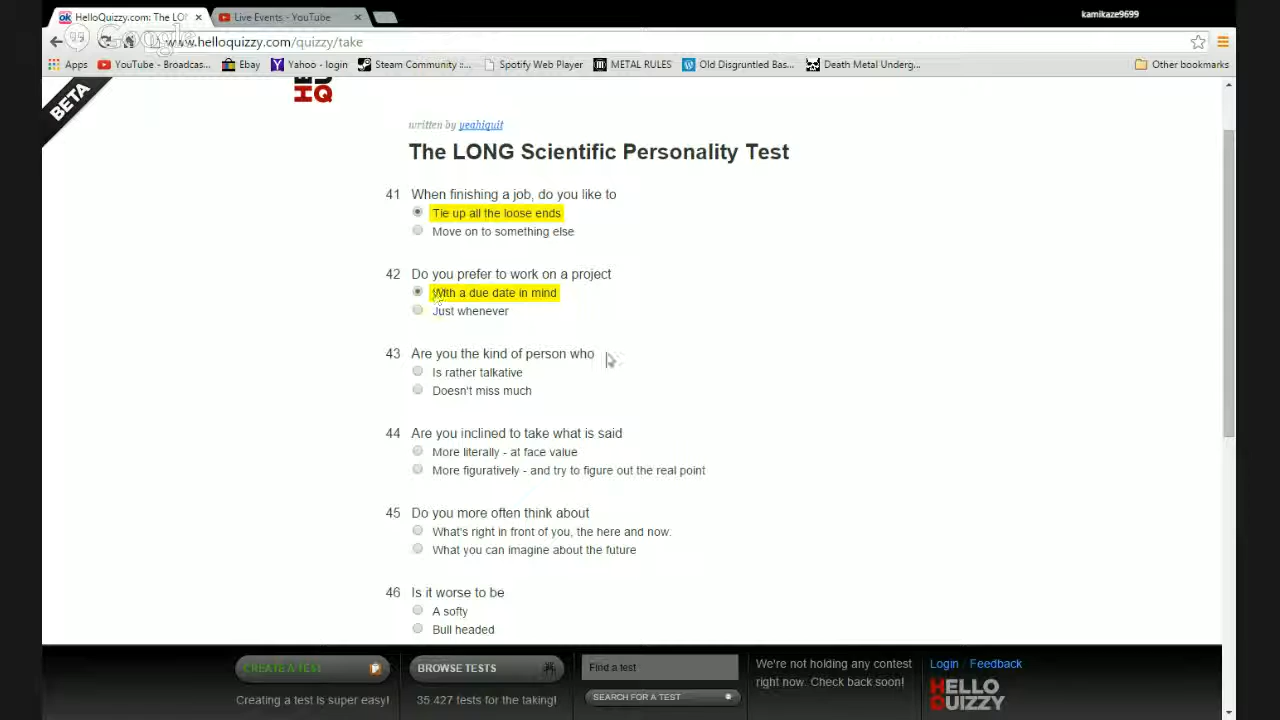 HelloQuizzy.com: The LO
Live Events - YouTube
kamikaze9699
Google
www.helloquizzy.com/quizzy/take
Apps
YouTube - Broadcas...
Ebay
Yahoo - login
Steam Community ::...
Spotify Web Player
METAL RULES
Old Disgruntled Bas...
Death Metal Underg...
Other bookmarks
BETA
HQ
written by yeahiquit
The LONG Scientific Personality Test
41 When finishing a job, do you like to
Tie up all the loose ends
Move on to something else
42 Do you prefer to work on a project
With a due date in mind
Just whenever
43 Are you the kind of person who
Is rather talkative
Doesn't miss much
44 Are you inclined to take what is said
More literally - at face value
More figuratively - and try to figure out the real point
45 Do you more often think about
What's right in front of you, the here and now.
What you can imagine about the future
46 Is it worse to be
A softy
Bull headed
CREATE A TEST
Creating a test is super easy!
BROWSE TESTS
35.427 tests for the taking!
Find a test
SEARCH FOR A TEST
We're not holding any contest
right now. Check back soon!
Login / Feedback
HELLO
QUIZZY